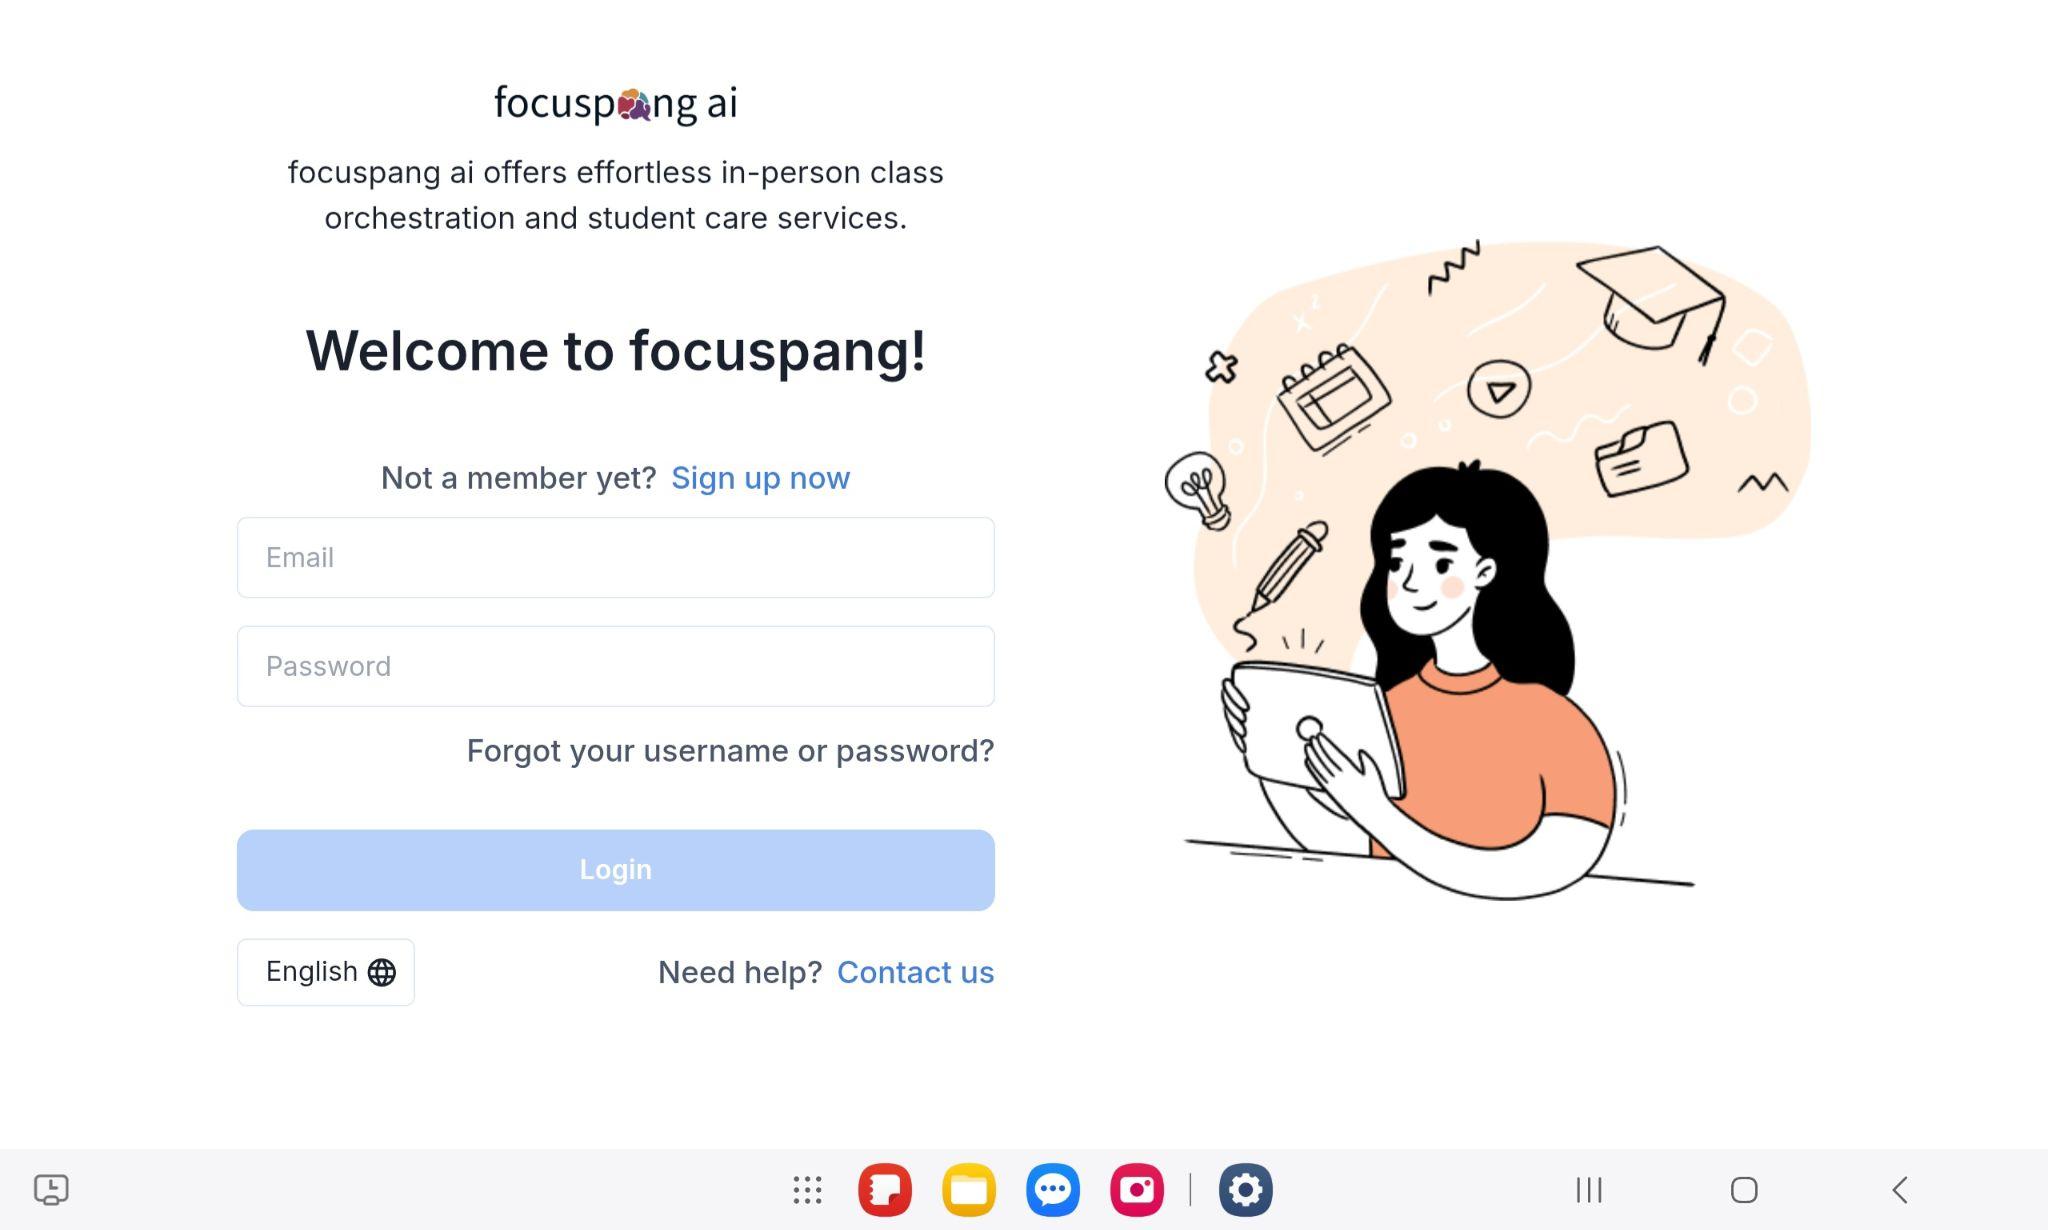 focuspang ai
focuspang ai offers effortless in-person class
orchestration and student care services.
Welcome to focuspang!
Not a member yet? Sign up now
Email
Password
Forgot your username or password?
Login
English
Need help? Contact us
x²